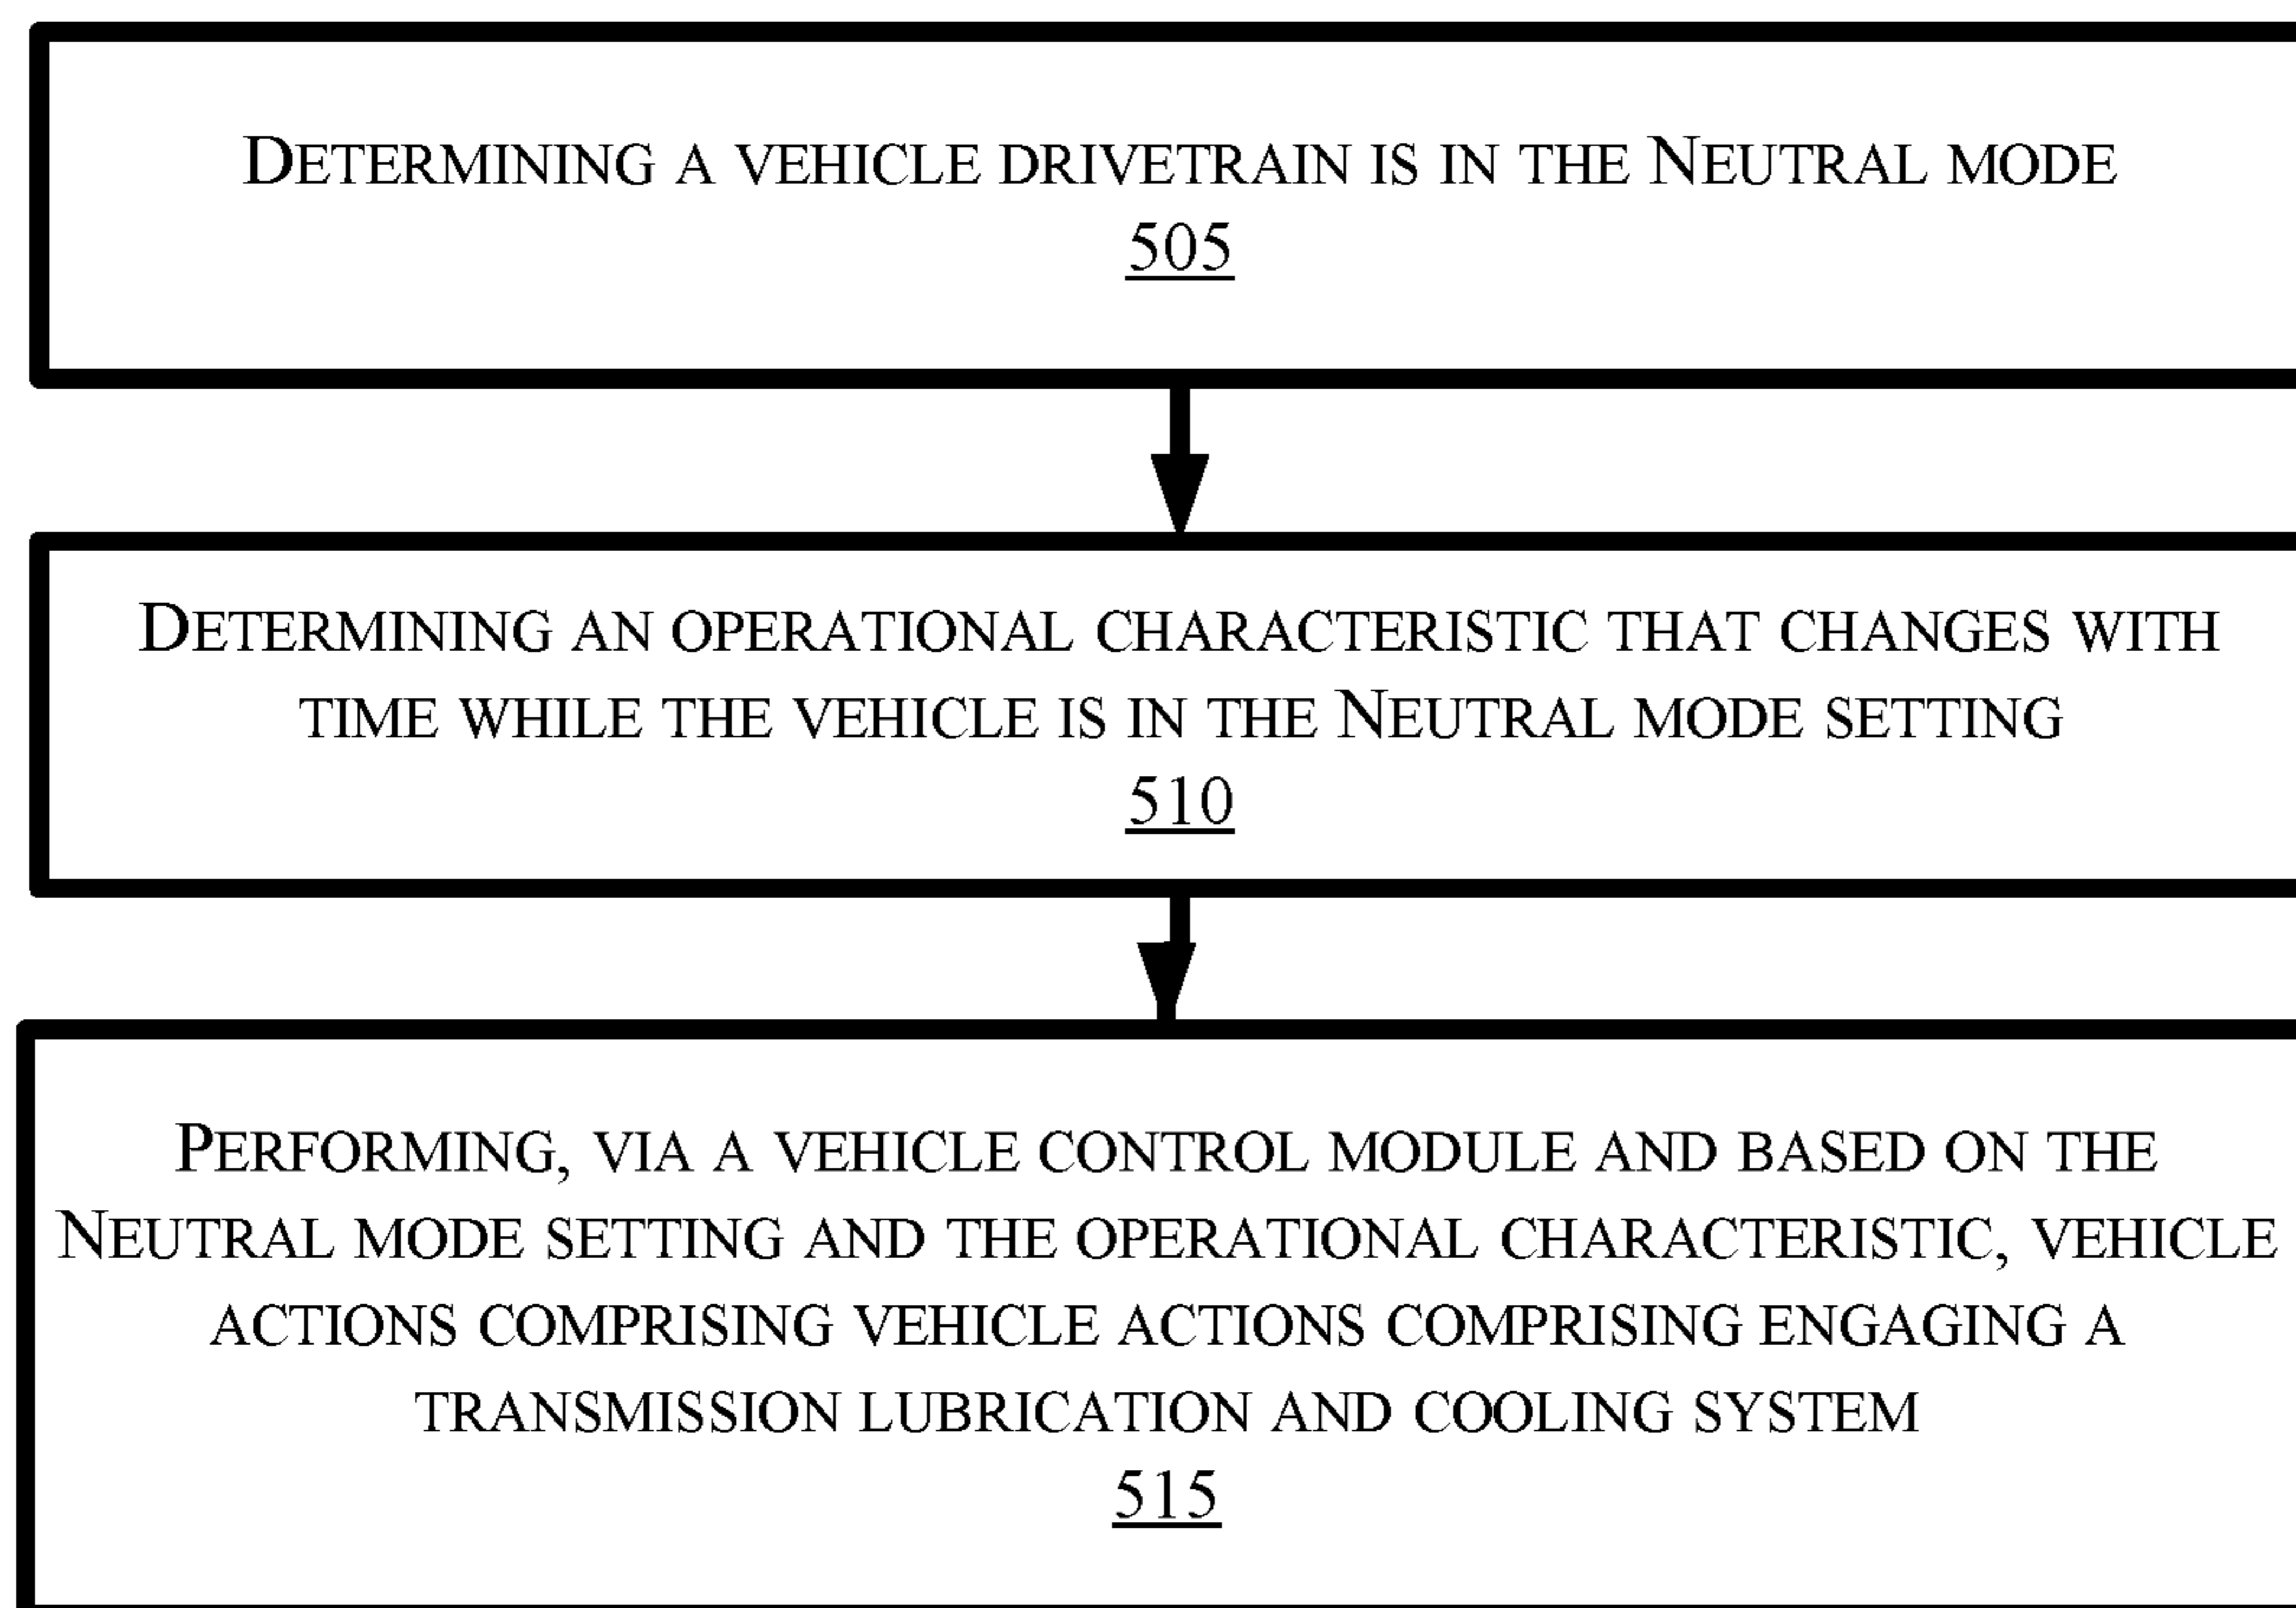 Determining a vehicle drivetrain is in the Neutral mode
505
Determining an operational characteristic that changes with
time while the vehicle is in the Neutral mode setting
510
Performing, via a vehicle control module and based on the
Neutral mode setting and the operational characteristic, vehicle
actions comprising vehicle actions comprising engaging a
transmission lubrication and cooling system
515